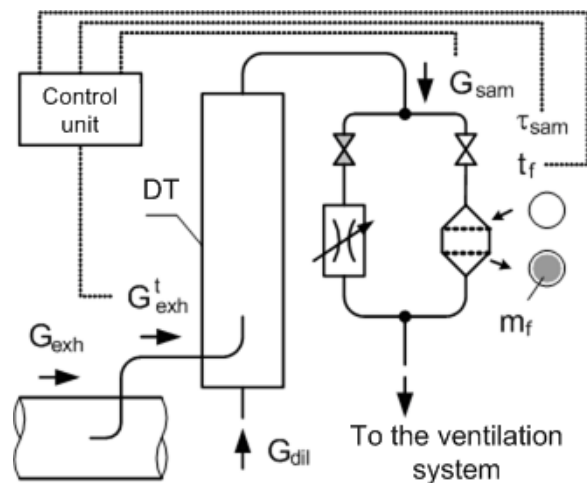 Control
unit
G_sam
τ_sam
t_f
DT
G^t_exh
G_exh
m_f
G_dil
To the ventilation
system